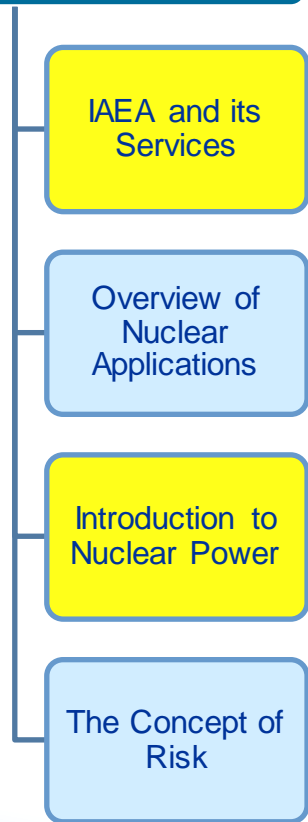 IAEA and its
Services
Overview of
Nuclear
Applications
Introduction to
Nuclear Power
The Concept of
Risk